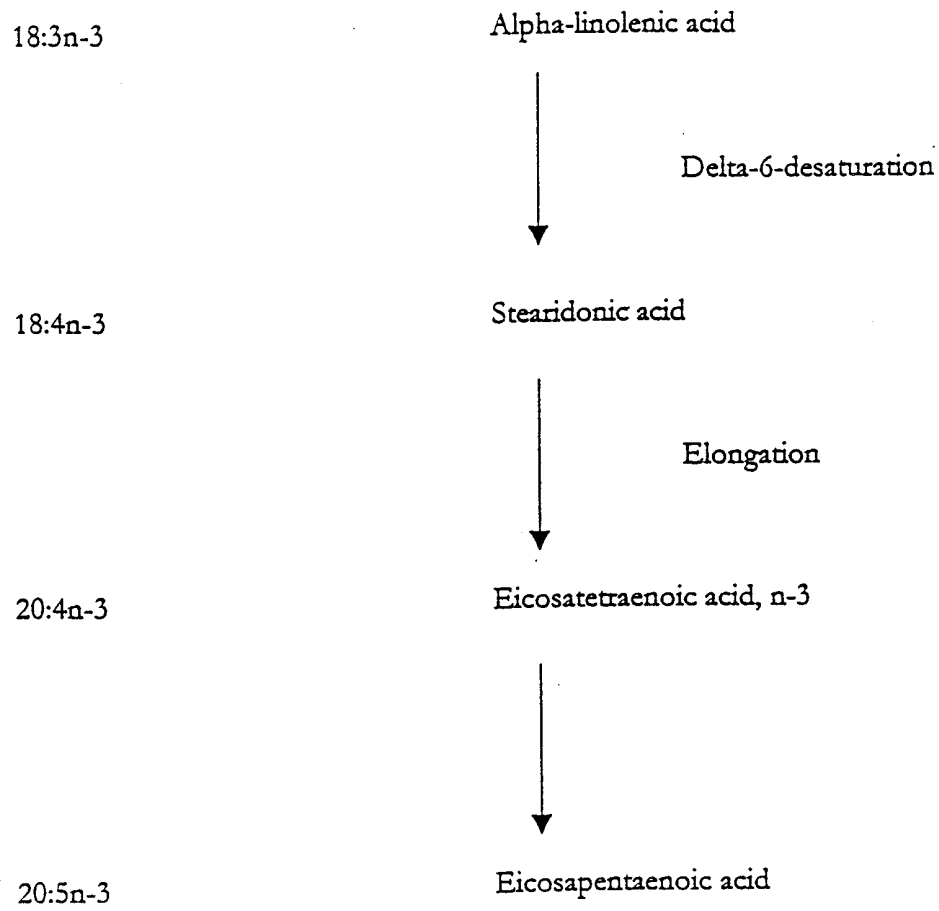 18:3n-3 Alpha-linolenic acid
Delta-6-desaturation
18:4n-3 Stearidonic acid
Elongation
20:4n-3 Eicosatetraenoic acid, n-3
20:5n-3 Eicosapentaenoic acid